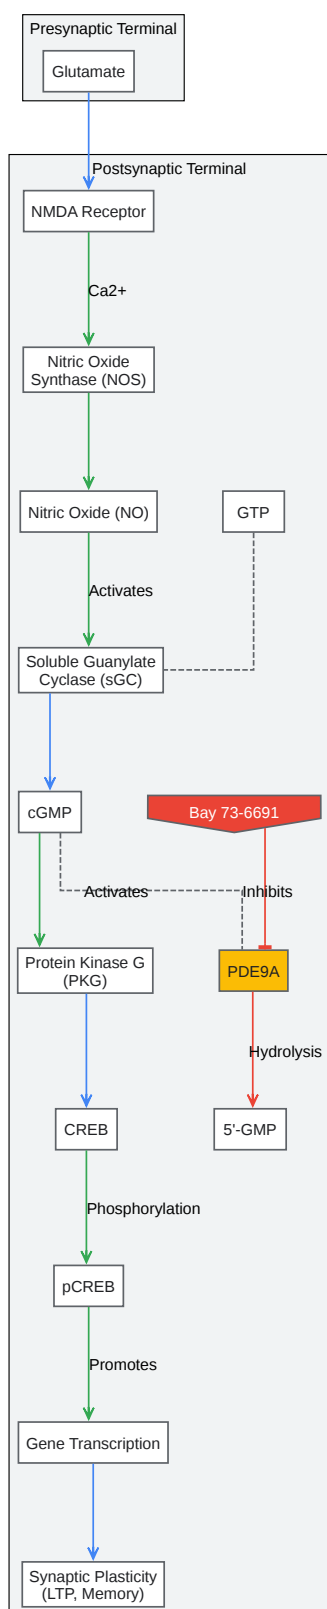 Presynaptic Terminal
Glutamate
Postsynaptic Terminal
NMDA Receptor
Ca2+
Nitric Oxide
Synthase (NOS)
Nitric Oxide (NO)
GTP
Activates
Soluble Guanylate
Cyclase (sGC)
cGMP
Bay 73-6691
Activates
Inhibits
Protein Kinase G
(PKG)
PDE9A
Hydrolysis
CREB
5'-GMP
Phosphorylation
pCREB
Promotes
Gene Transcription
Synaptic Plasticity
(LTP, Memory)